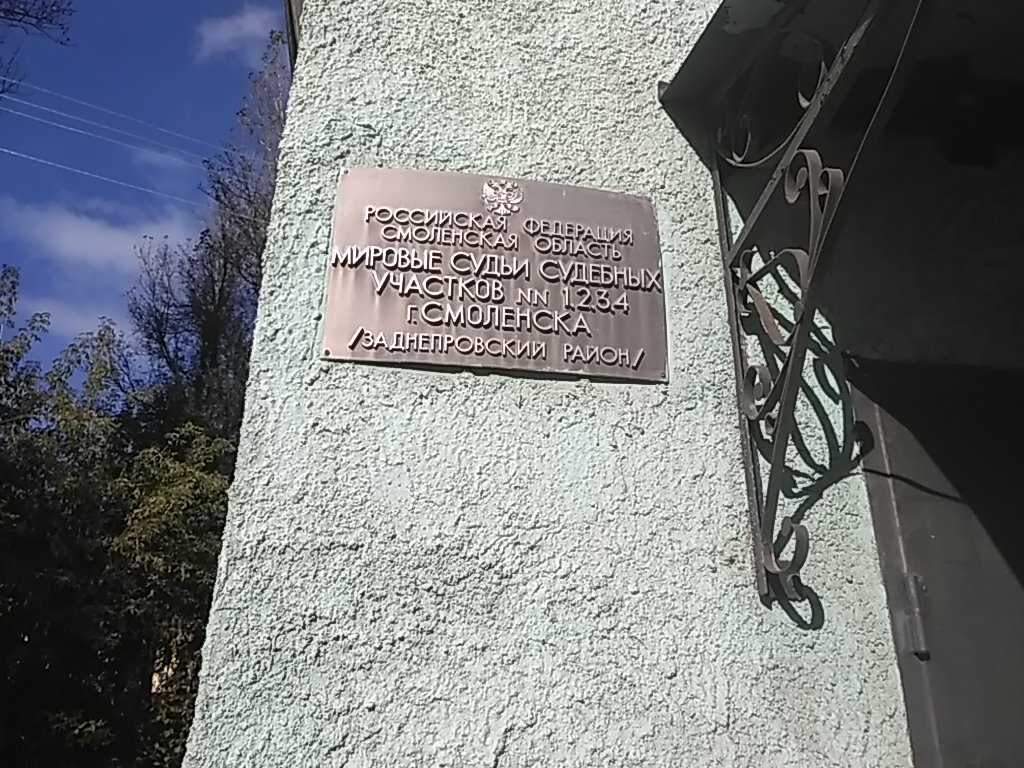 РОССИЙСКАЯ ФЕДЕРАЦИЯ
СМОЛЕНСКАЯ ОБЛАСТЬ
МИРОВЫЕ СУДЬИ СУДЕБНЫХ
УЧАСТКОВ NN 1.2.3.4
г.СМОЛЕНСКА
/ЗАДНЕПРОВСКИЙ РАЙОН/